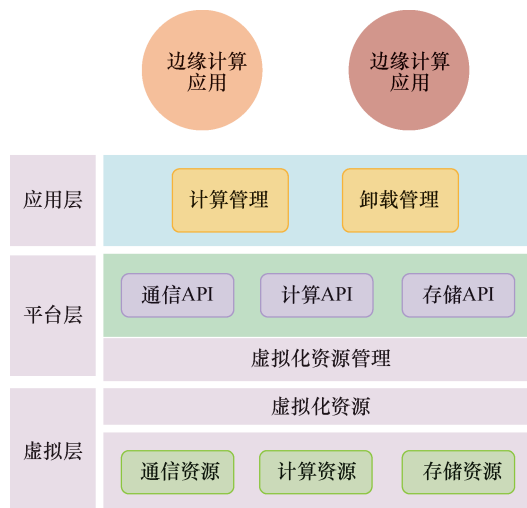 边缘计算
应用
边缘计算
应用
应用层
计算管理
卸载管理
平台层
通信API
计算API
存储API
虚拟化资源管理
虚拟层
虚拟化资源
通信资源
计算资源
存储资源